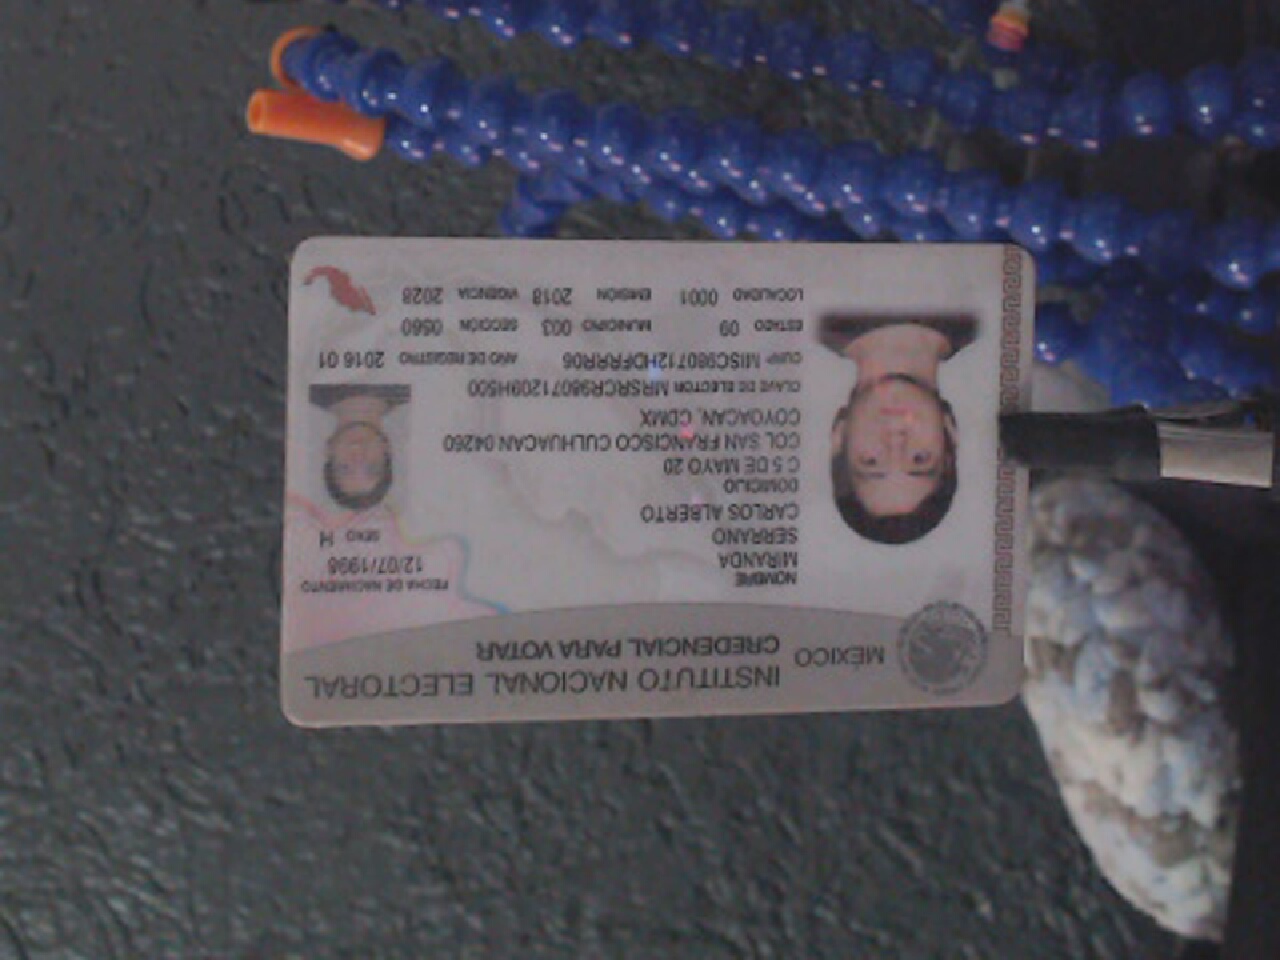 MÉXICO INSTITUTO NACIONAL ELECTORAL
CREDENCIAL PARA VOTAR
NOMBRE
MIRANDA
SERRANO
CARLOS ALBERTO
FECHA DE NACIMIENTO
12/07/1998
SEXO H
DOMICILIO
C 5 DE MAYO 20
COL SAN FRANCISCO CULHUACAN 04260
COYOACAN, CDMX
CLAVE DE ELECTOR MRSRCR98071209H500
CURP MISC980712HDFRRR06 AÑO DE REGISTRO 2016 01
ESTADO 09 MUNICIPIO 003 SECCIÓN 0560
LOCALIDAD 0001 EMISIÓN 2018 VIGENCIA 2028